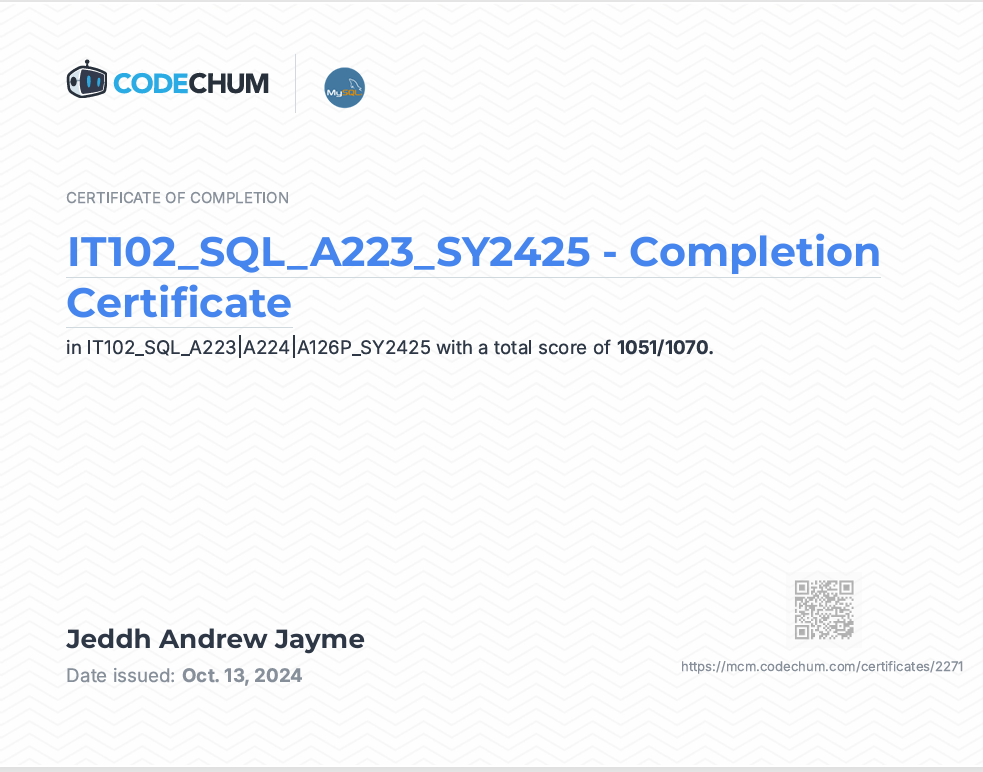 CODECHUM
MySQL
CERTIFICATE OF COMPLETION
IT102_SQL_A223_SY2425 - Completion
Certificate
in IT102_SQL_A223|A224|A126P_SY2425 with a total score of 1051/1070.
Jeddh Andrew Jayme
Date issued: Oct. 13, 2024
https://mcm.codechum.com/certificates/2271